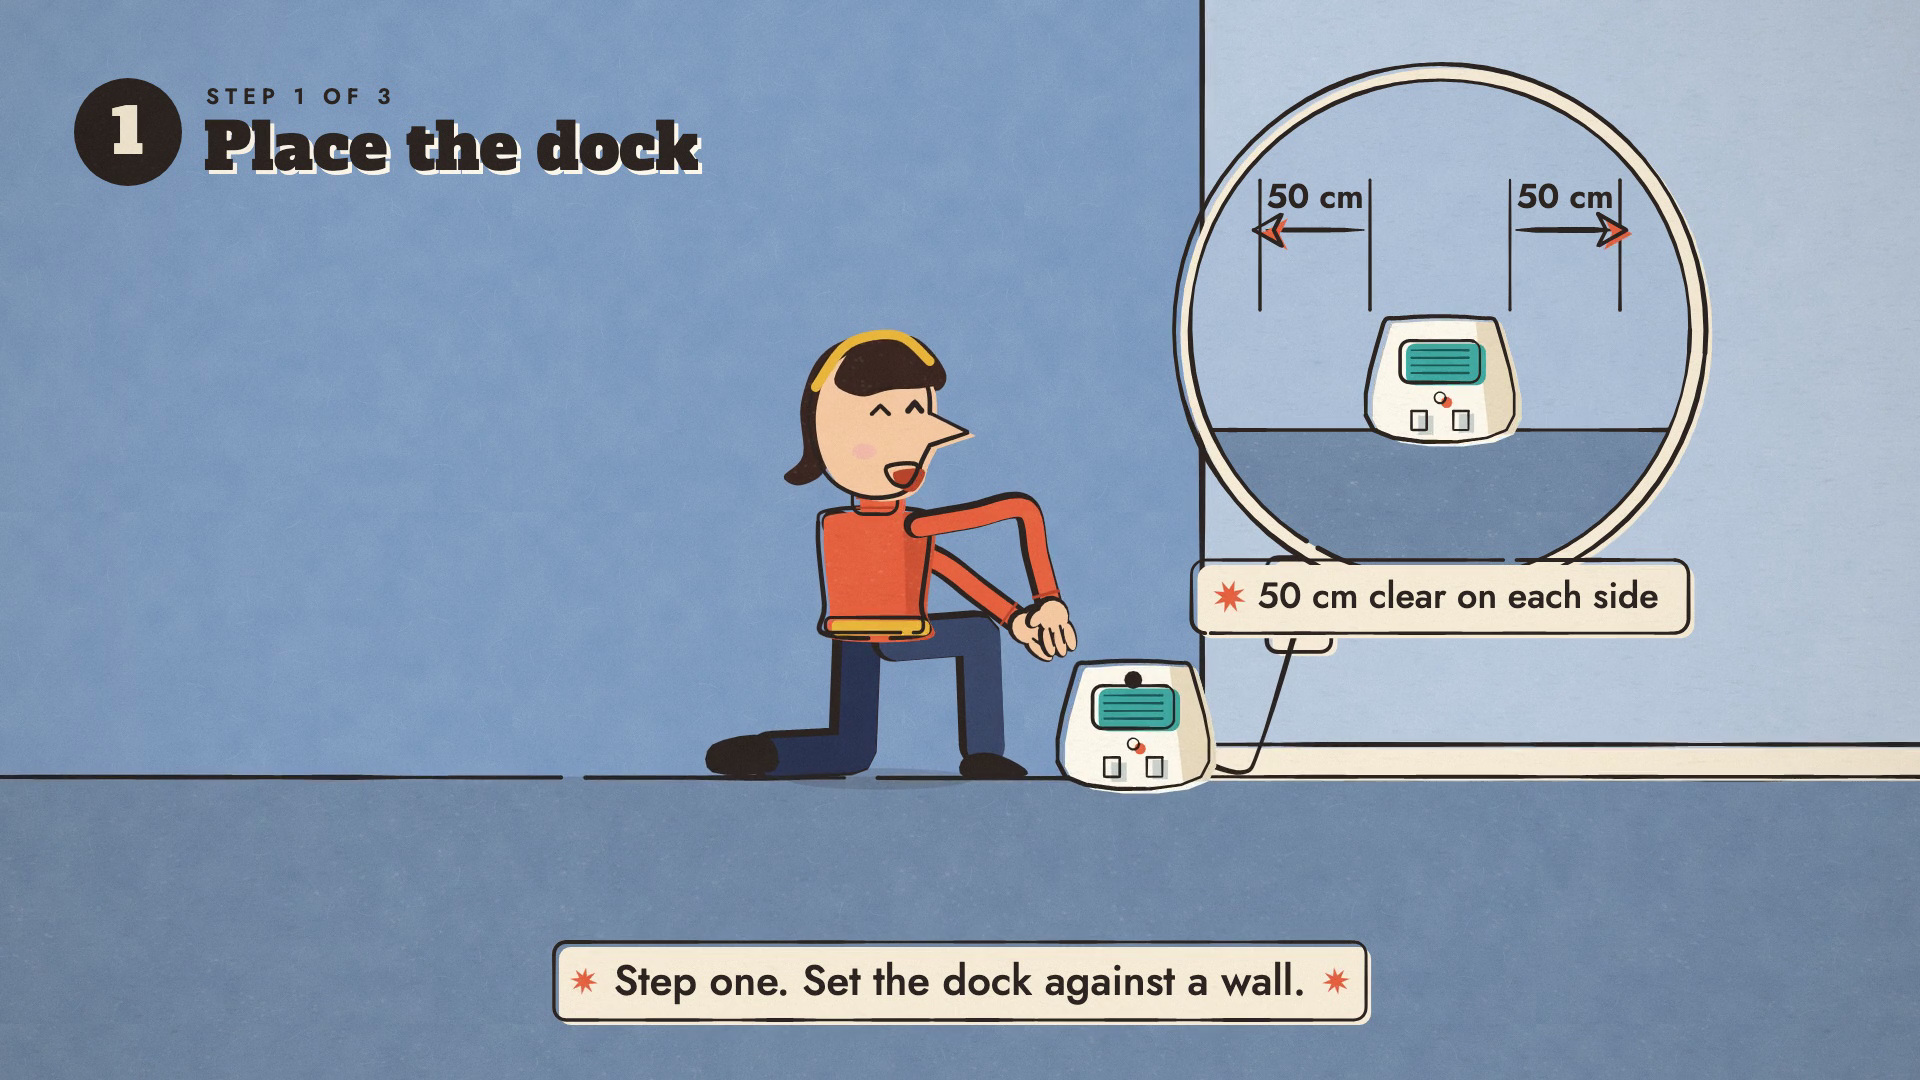 1
STEP 1 OF 3
Place the dock
50 cm
50 cm
50 cm clear on each side
Step one. Set the dock against a wall.